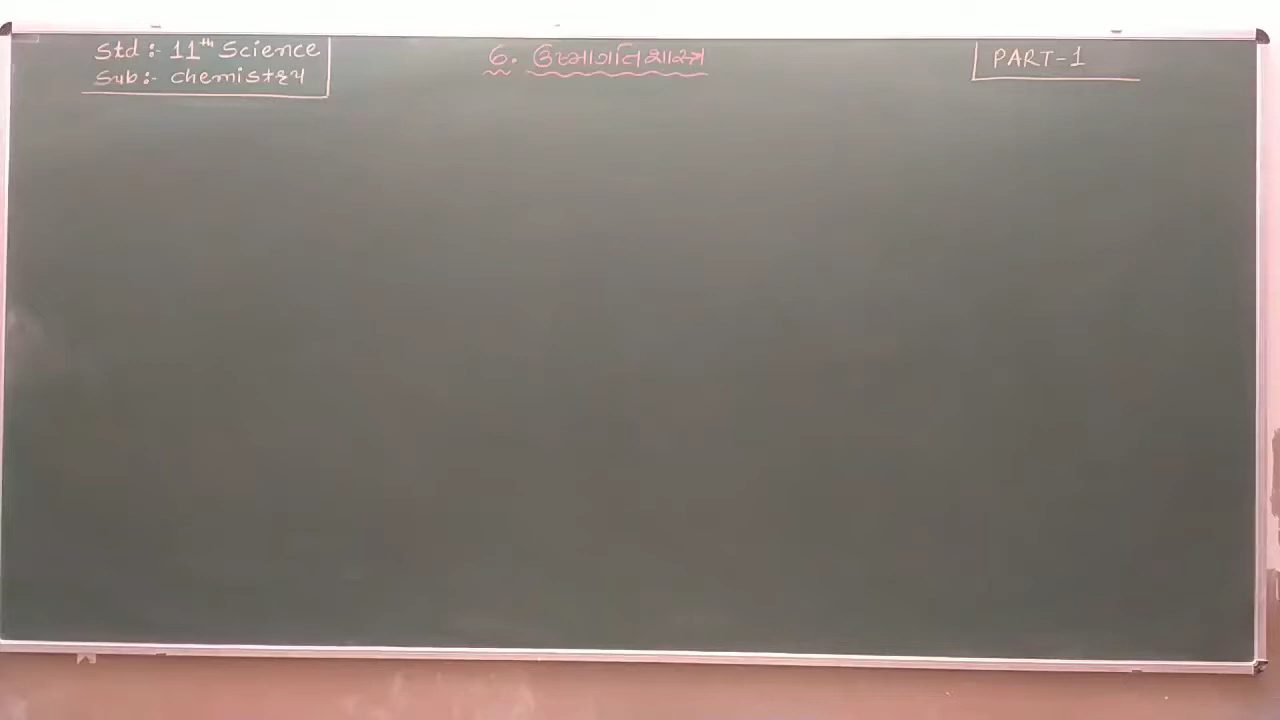 Std :- 11th Science
Sub :- chemistry
6. ઉષ્માગતિશાસ્ત્ર
PART-1